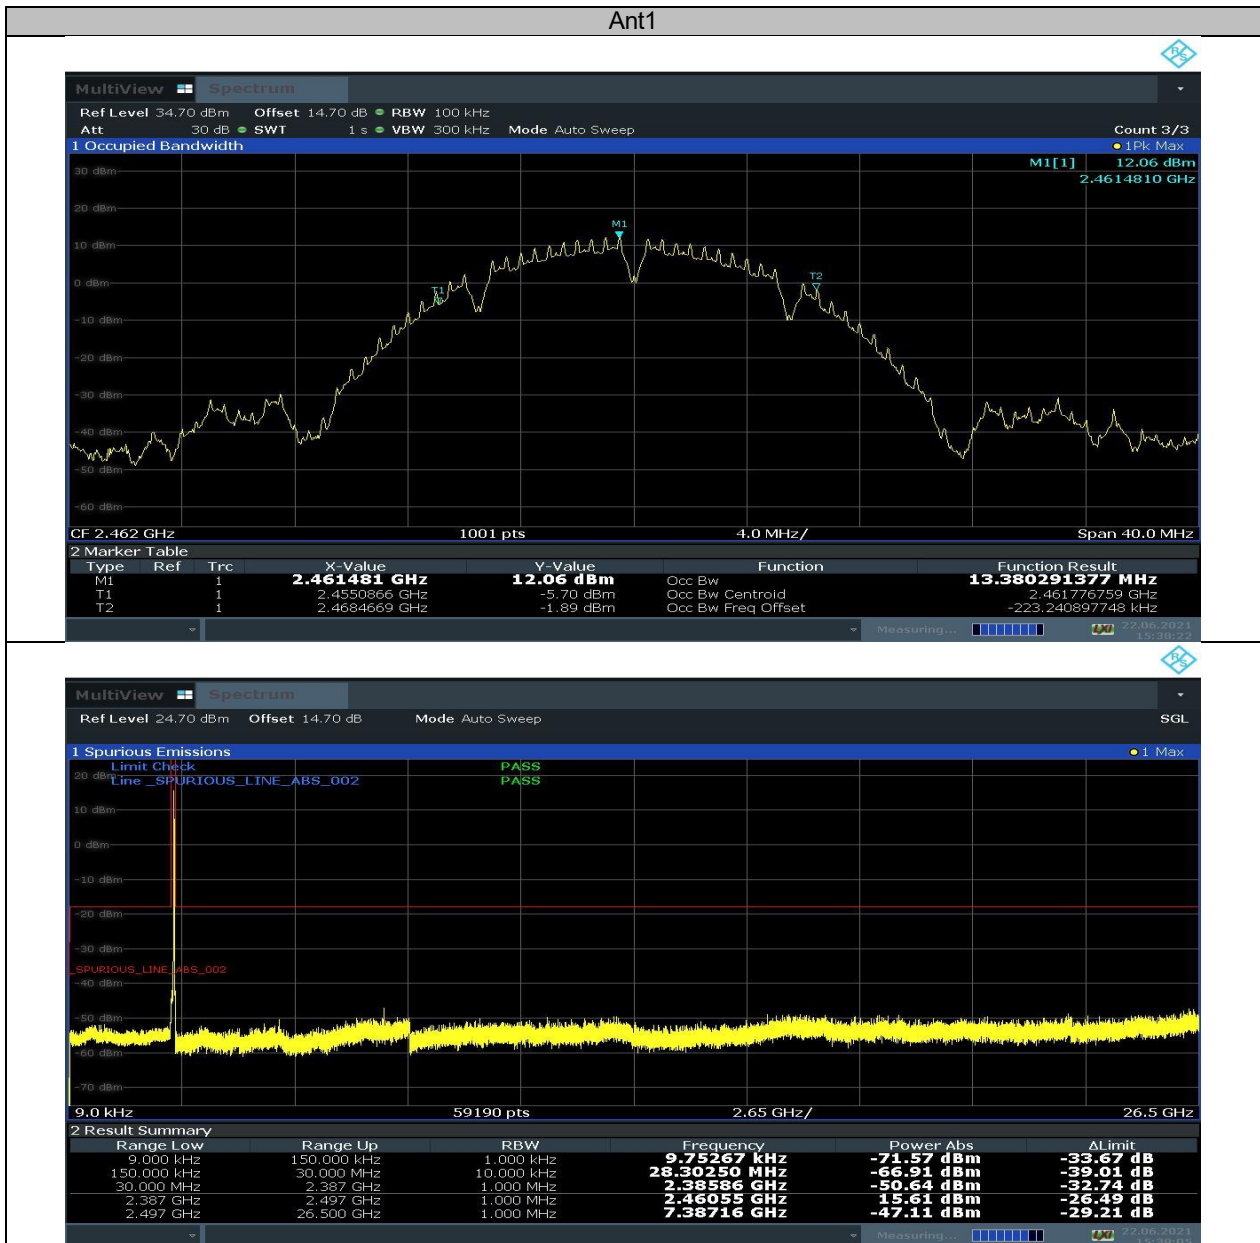 Ant1
R&S
MultiView Spectrum
Ref Level 34.70 dBm Offset 14.70 dB RBW 100 kHz
Att 30 dB SWT 1 s VBW 300 kHz Mode Auto Sweep Count 3/3
1 Occupied Bandwidth 1Pk Max
M1[1] 12.06 dBm
2.4614810 GHz
30 dBm
20 dBm
M1
10 dBm
T2
0 dBm
T1
-10 dBm
-20 dBm
-30 dBm
-40 dBm
-50 dBm
-60 dBm
CF 2.462 GHz 1001 pts 4.0 MHz/ Span 40.0 MHz
2 Marker Table
Type Ref Trc X-Value Y-Value Function Function Result
M1 1 2.461481 GHz 12.06 dBm Occ Bw 13.380291377 MHz
T1 1 2.4550866 GHz -5.70 dBm Occ Bw Centroid 2.461776759 GHz
T2 1 2.4684669 GHz -1.89 dBm Occ Bw Freq Offset -223.240897748 kHz
Measuring... 22.06.2021
15:38:22
R&S
MultiView Spectrum
Ref Level 24.70 dBm Offset 14.70 dB Mode Auto Sweep SGL
1 Spurious Emissions 1 Max
Limit Check PASS
20 dBm Line _SPURIOUS_LINE_ABS_002 PASS
10 dBm
0 dBm
-10 dBm
-20 dBm
-30 dBm
_SPURIOUS_LINE_ABS_002
-40 dBm
-50 dBm
-60 dBm
-70 dBm
9.0 kHz 59190 pts 2.65 GHz/ 26.5 GHz
2 Result Summary
Range Low Range Up RBW Frequency Power Abs ΔLimit
9.000 kHz 150.000 kHz 1.000 kHz 9.75267 kHz -71.57 dBm -33.67 dB
150.000 kHz 30.000 MHz 10.000 kHz 28.30250 MHz -66.91 dBm -39.01 dB
30.000 MHz 2.387 GHz 1.000 MHz 2.38586 GHz -50.64 dBm -32.74 dB
2.387 GHz 2.497 GHz 1.000 MHz 2.46055 GHz 15.61 dBm -26.49 dB
2.497 GHz 26.500 GHz 1.000 MHz 7.38716 GHz -47.11 dBm -29.21 dB
Measuring... 22.06.2021